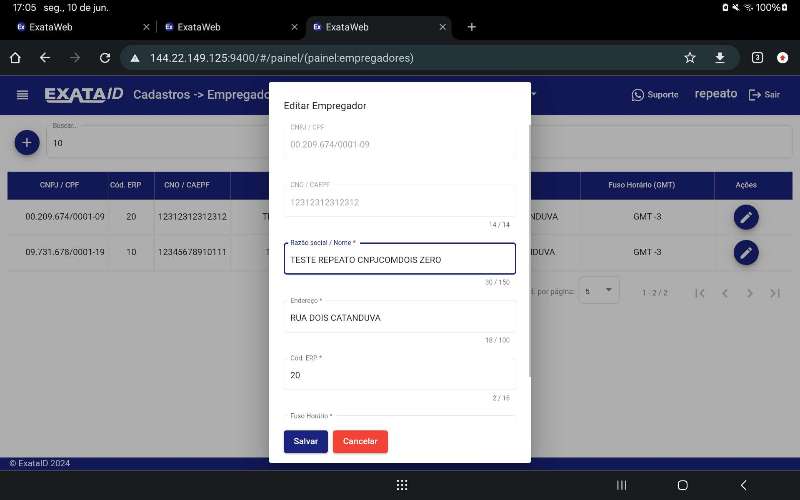 17:05 seg., 10 de jun.
100%
ExataWeb
ExataWeb
ExataWeb
144.22.149.125:9400/#/painel/(painel:empregadores)
3
EXATAID
Cadastros -> Empregado
Suporte
repeato
Sair
Buscar..
10
CNPJ / CPF
Cód. ERP
CNO / CAEPF
Fuso Horário (GMT)
Ações
00.209.674/0001-09
20
12312312312312
NDUVA
GMT -3
09.731.678/0001-19
10
12345678910111
NDUVA
GMT -3
por página:
5
1 - 2 / 2
Editar Empregador
CNPJ / CPF
00.209.674/0001-09
CNO / CAEPF
12312312312312
14 / 14
Razão social / Nome *
TESTE REPEATO CNPJCOMDOIS ZERO
30 / 150
Endereço *
RUA DOIS CATANDUVA
18 / 100
Cód. ERP *
20
2 / 16
Fuso Horário *
Salvar
Cancelar
© ExataID 2024